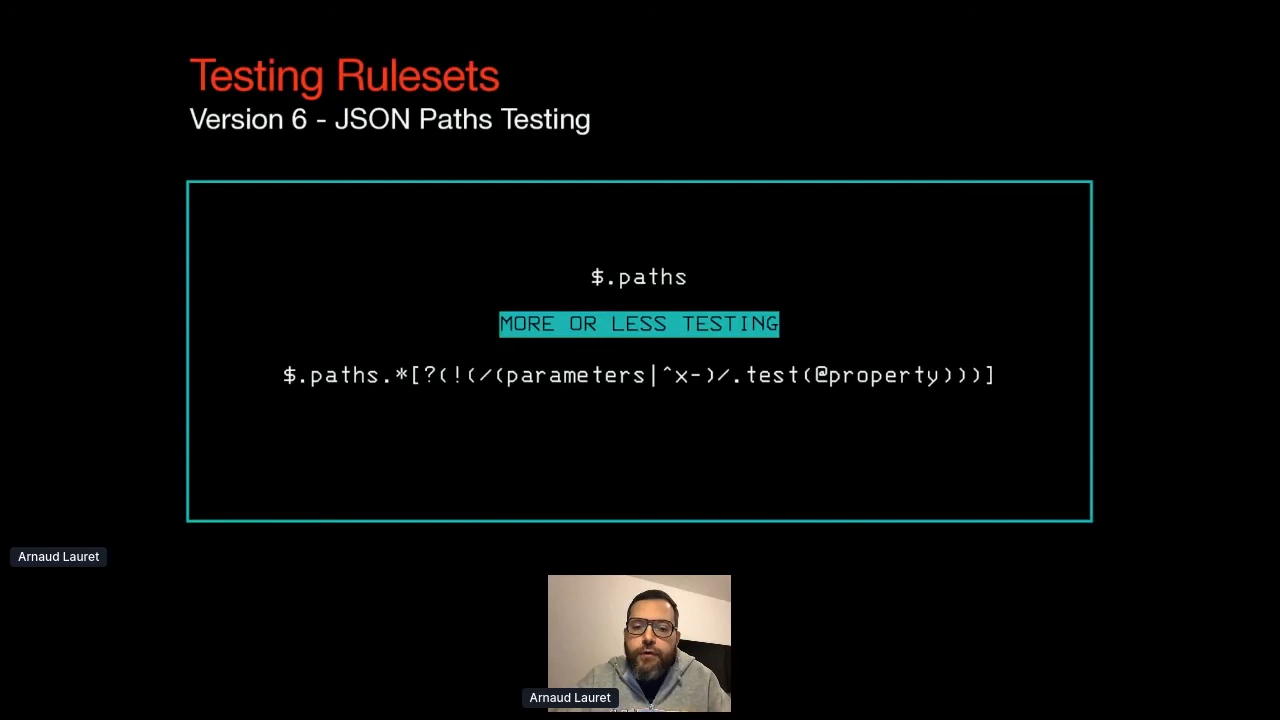 Testing Rulesets
Version 6 - JSON Paths Testing
$.paths
MORE OR LESS TESTING
$.paths.*[?(!(/(parameters|^x-)/.test(@property)))]
Arnaud Lauret
Arnaud Lauret